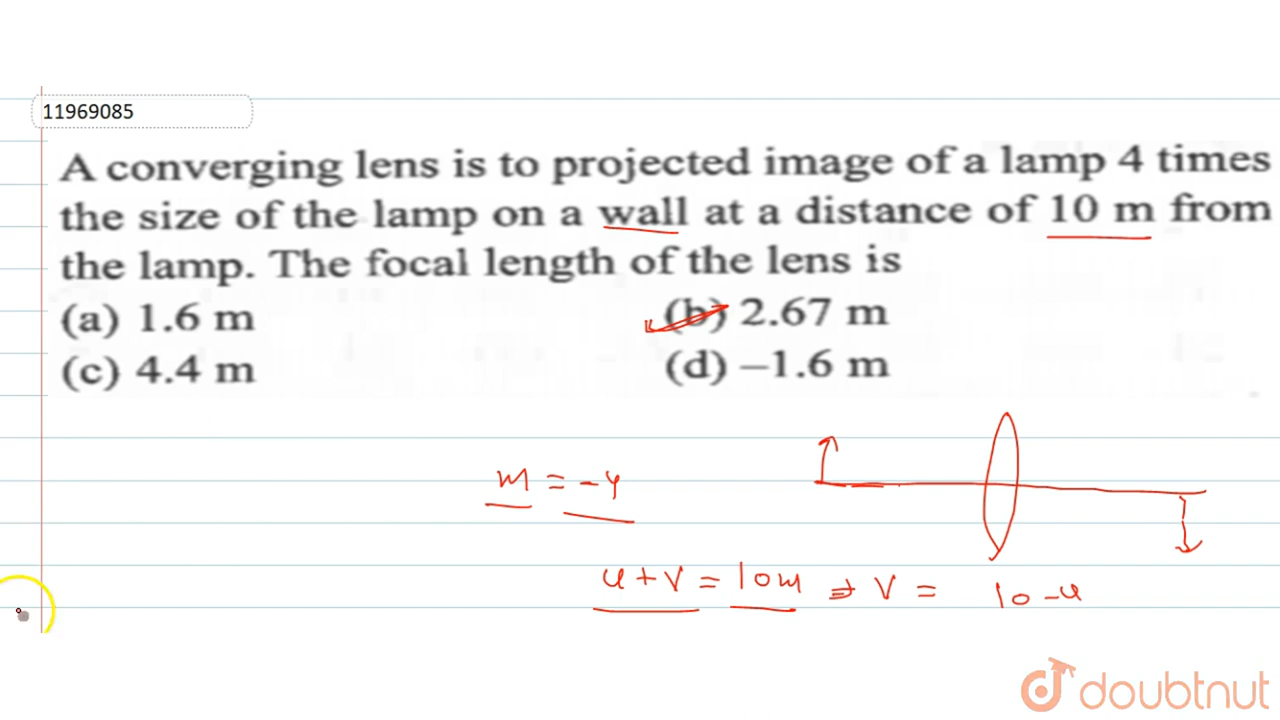 11969085
A converging lens is to projected image of a lamp 4 times
the size of the lamp on a wall at a distance of 10 m from
the lamp. The focal length of the lens is
(a) 1.6 m (b) 2.67 m
(c) 4.4 m (d) –1.6 m
m = -4
u + v = 10m ⇒ v = 10 - u
doubtnut